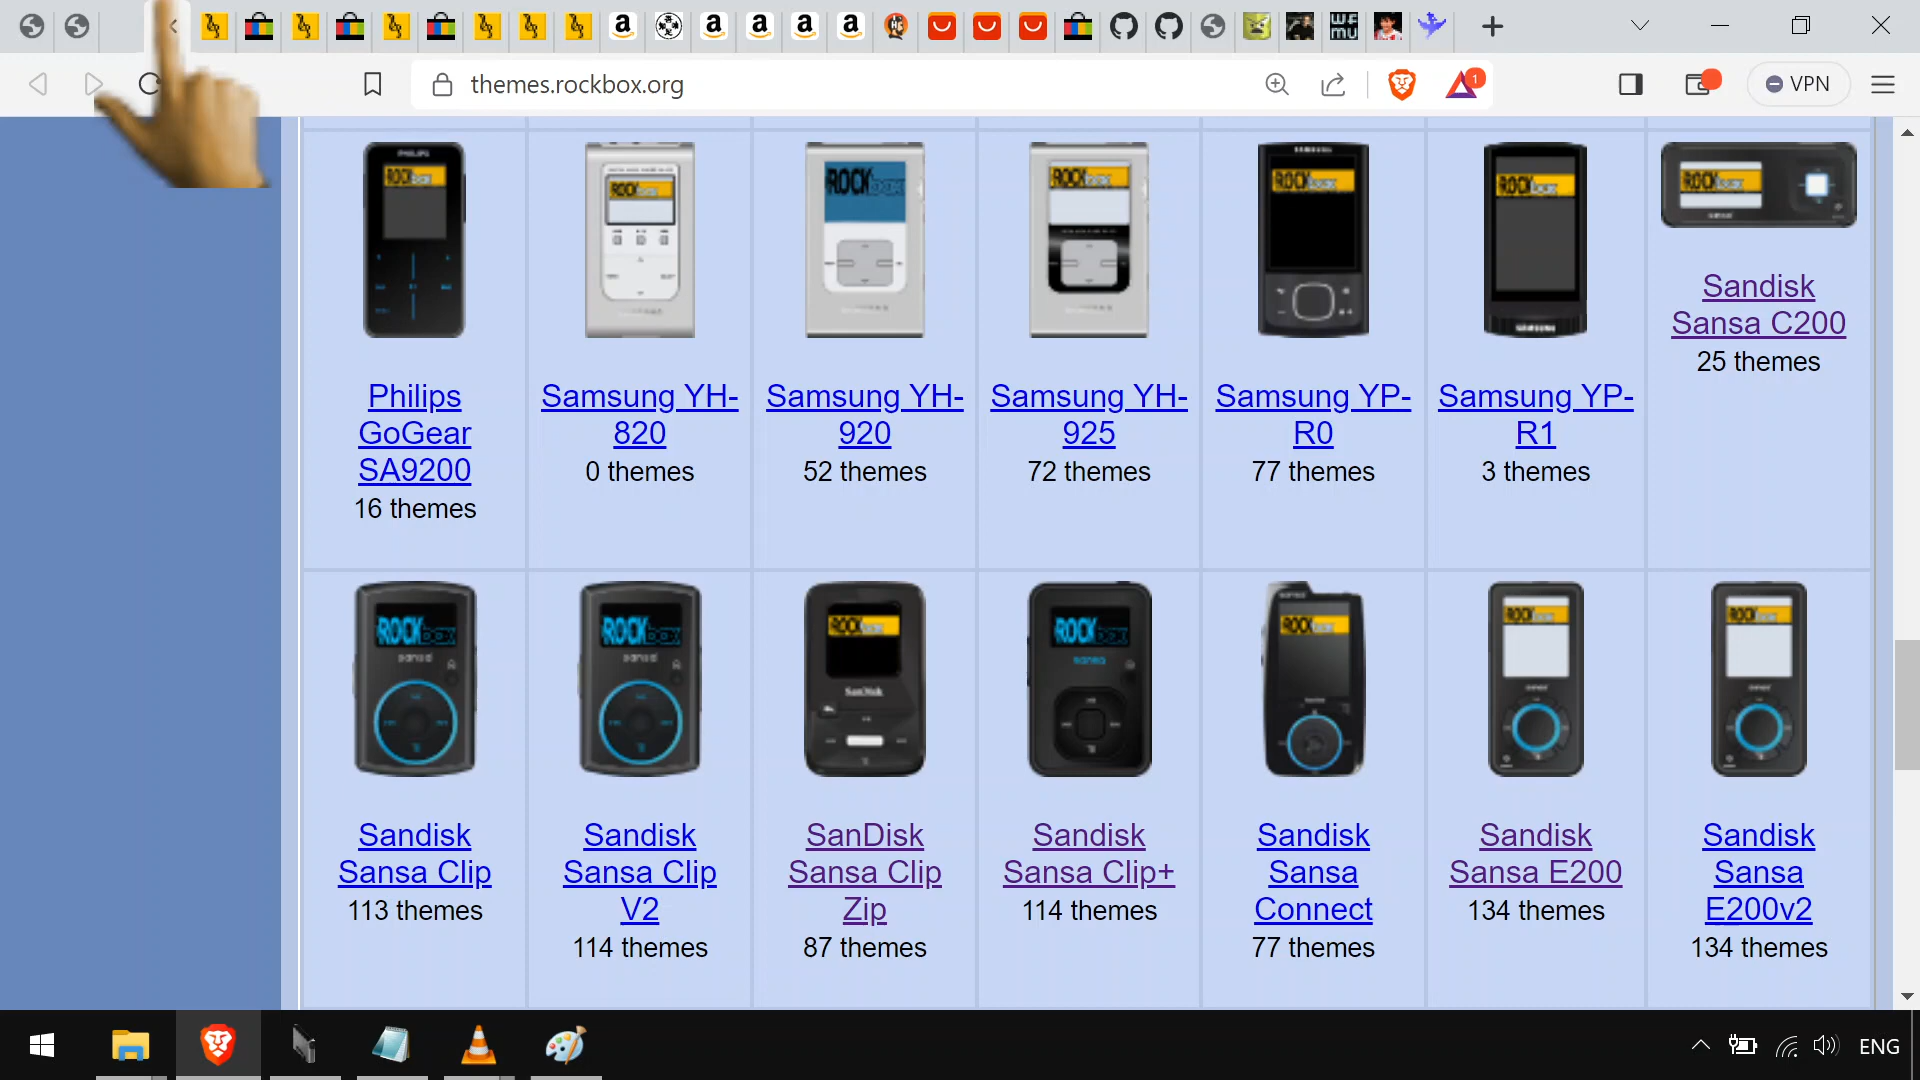 themes.rockbox.org
1
VPN
Philips
GoGear
SA9200
16 themes
Samsung YH-
820
0 themes
Samsung YH-
920
52 themes
Samsung YH-
925
72 themes
Samsung YP-
R0
77 themes
Samsung YP-
R1
3 themes
Sandisk
Sansa C200
25 themes
Sandisk
Sansa Clip
113 themes
Sandisk
Sansa Clip
V2
114 themes
SanDisk
Sansa Clip
Zip
87 themes
Sandisk
Sansa Clip+
114 themes
Sandisk
Sansa
Connect
77 themes
Sandisk
Sansa E200
134 themes
Sandisk
Sansa
E200v2
134 themes
ENG